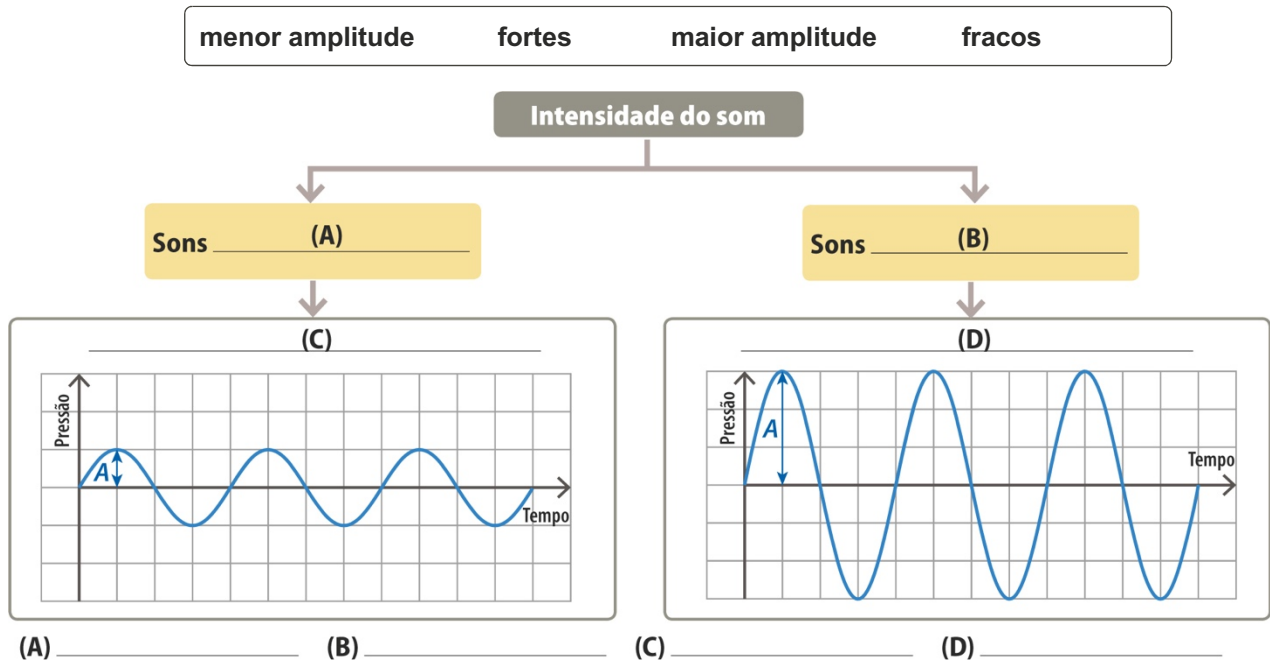 menor amplitude fortes maior amplitude fracos
Intensidade do som
Sons (A)
Sons (B)
(C)
Pressão
A
Tempo
(D)
Pressão
A
Tempo
(A) (B) (C) (D)